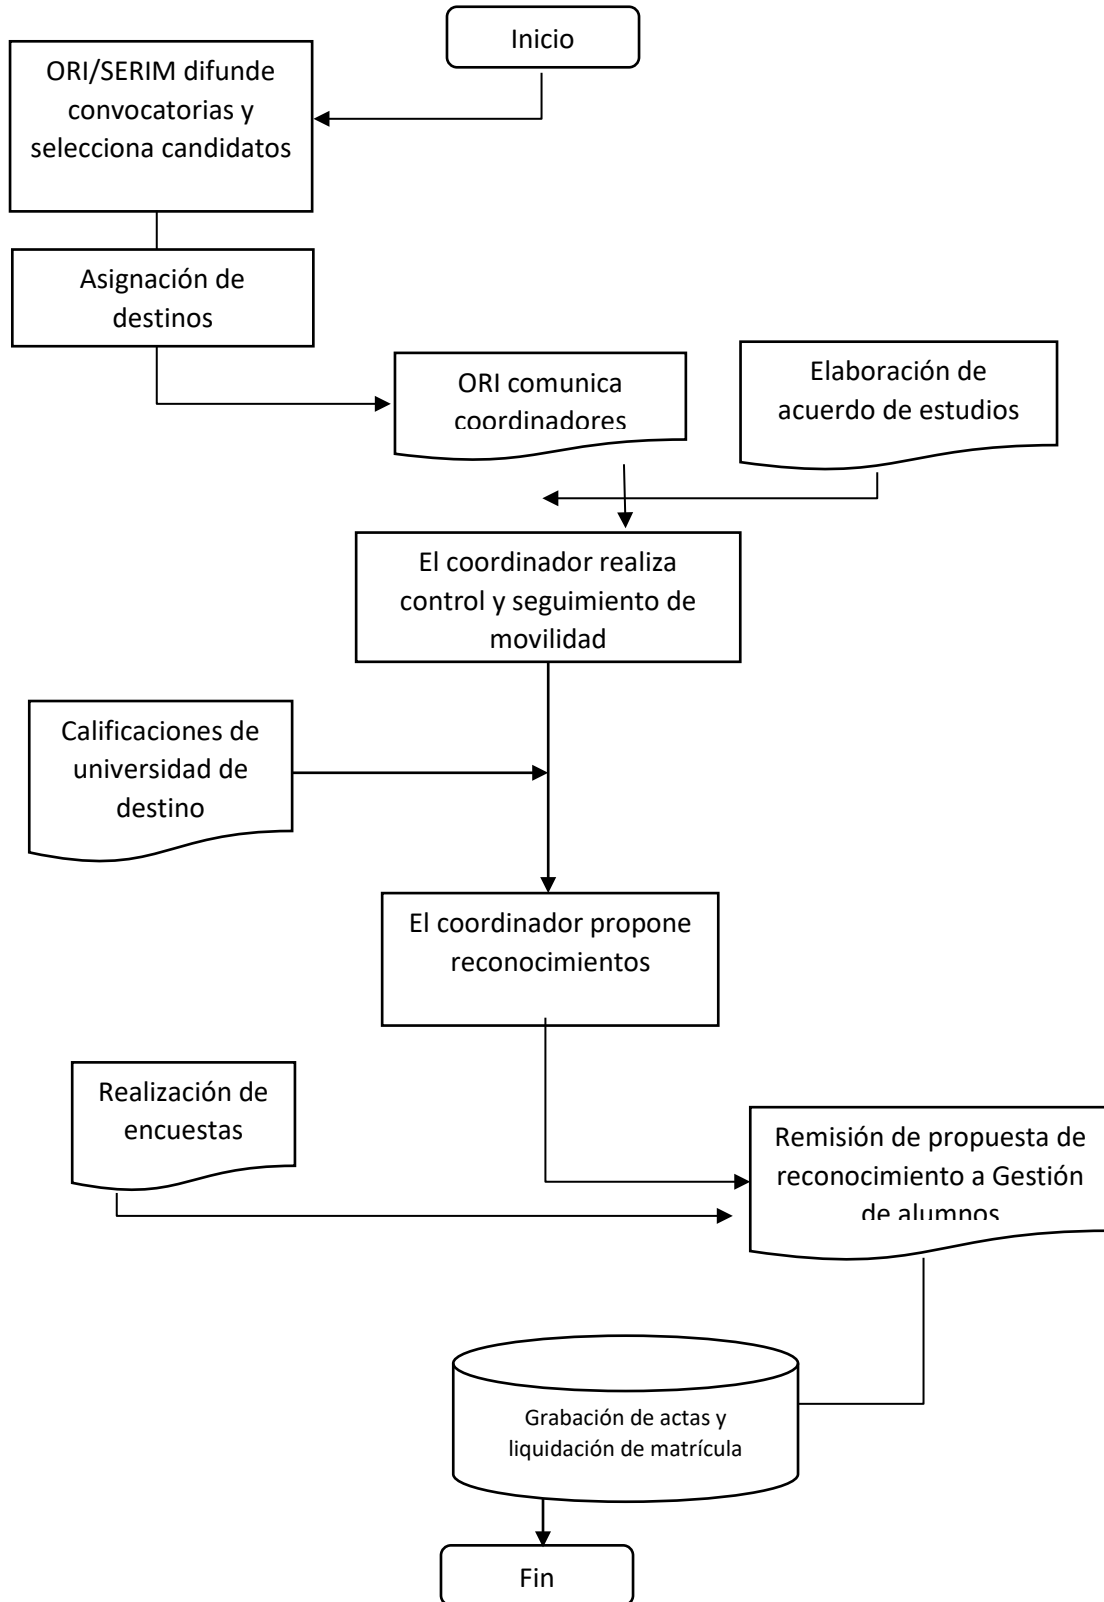 Inicio
ORI/SERIM difunde
convocatorias y
selecciona candidatos
Asignación de
destinos
ORI comunica
coordinadores
Elaboración de
acuerdo de estudios
El coordinador realiza
control y seguimiento de
movilidad
Calificaciones de
universidad de
destino
El coordinador propone
reconocimientos
Realización de
encuestas
Remisión de propuesta de
reconocimiento a Gestión
de alumnos
Grabación de actas y
liquidación de matrícula
Fin